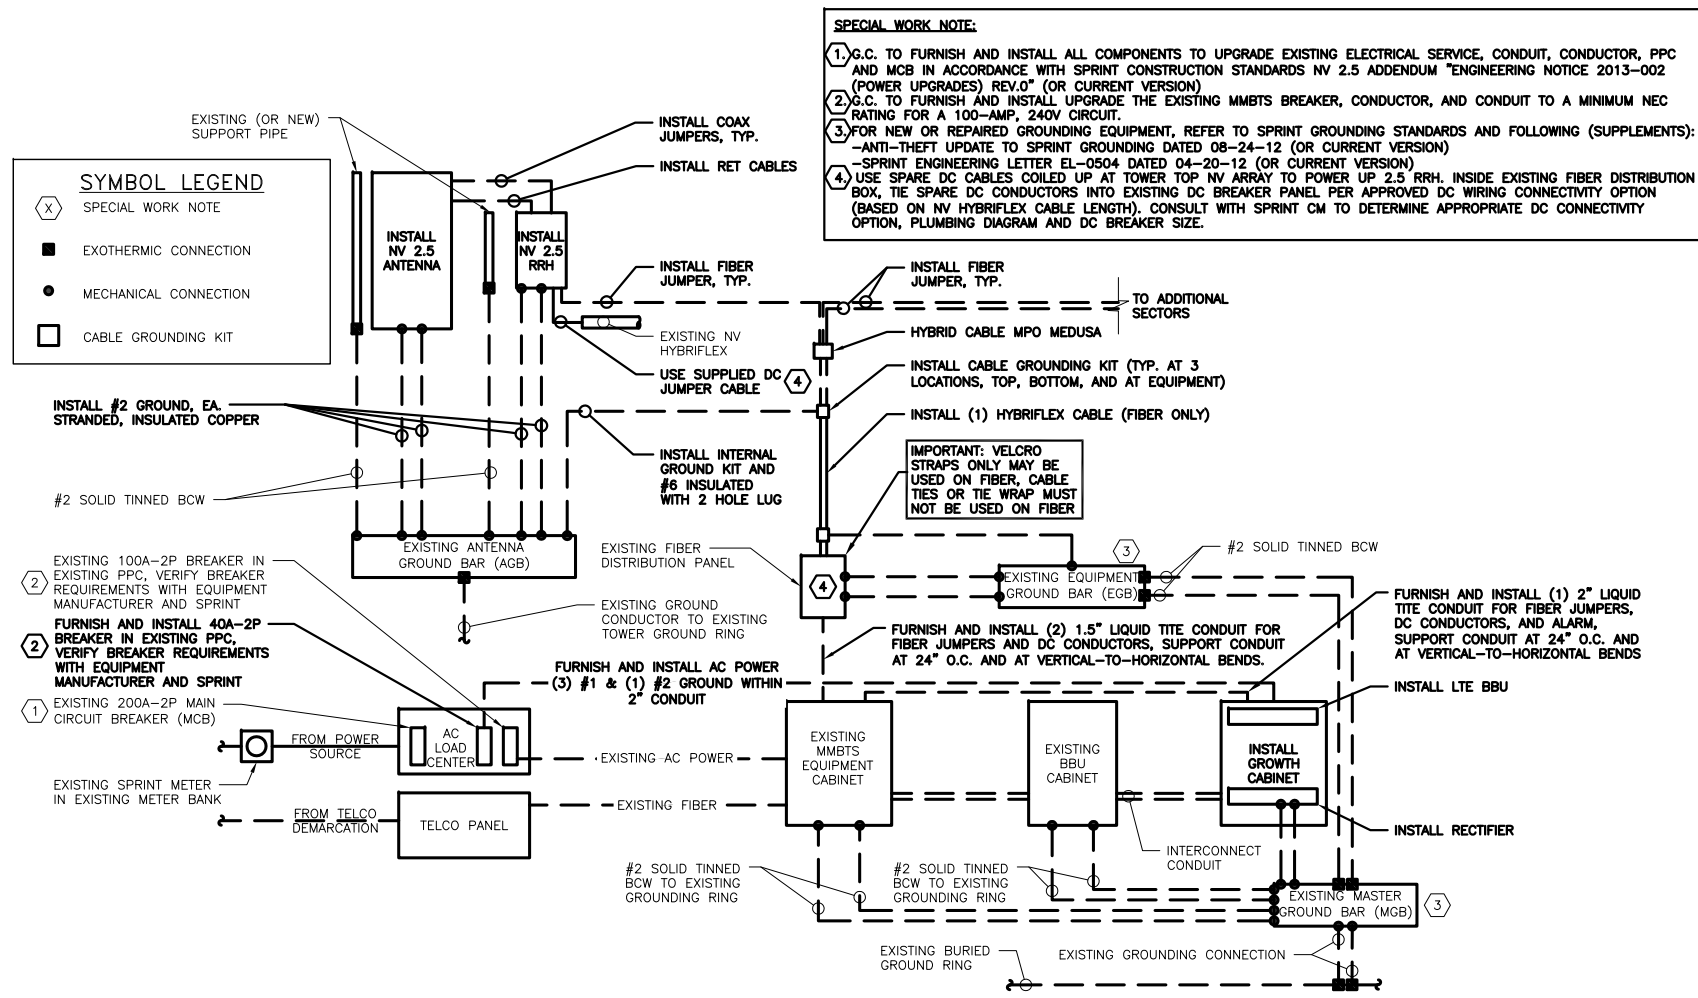 SPECIAL WORK NOTE:
1. G.C. TO FURNISH AND INSTALL ALL COMPONENTS TO UPGRADE EXISTING ELECTRICAL SERVICE, CONDUIT, CONDUCTOR, PPC
AND MCB IN ACCORDANCE WITH SPRINT CONSTRUCTION STANDARDS NV 2.5 ADDENDUM "ENGINEERING NOTICE 2013-002
(POWER UPGRADES) REV.0" (OR CURRENT VERSION)
2. G.C. TO FURNISH AND INSTALL UPGRADE THE EXISTING MMBTS BREAKER, CONDUCTOR, AND CONDUIT TO A MINIMUM NEC
RATING FOR A 100-AMP, 240V CIRCUIT.
3. FOR NEW OR REPAIRED GROUNDING EQUIPMENT, REFER TO SPRINT GROUNDING STANDARDS AND FOLLOWING (SUPPLEMENTS):
-ANTI-THEFT UPDATE TO SPRINT GROUNDING DATED 08-24-12 (OR CURRENT VERSION)
-SPRINT ENGINEERING LETTER EL-0504 DATED 04-20-12 (OR CURRENT VERSION)
4. USE SPARE DC CABLES COILED UP AT TOWER TOP NV ARRAY TO POWER UP 2.5 RRH. INSIDE EXISTING FIBER DISTRIBUTION
BOX, TIE SPARE DC CONDUCTORS INTO EXISTING DC BREAKER PANEL PER APPROVED DC WIRING CONNECTIVITY OPTION
(BASED ON NV HYBRIFLEX CABLE LENGTH). CONSULT WITH SPRINT CM TO DETERMINE APPROPRIATE DC CONNECTIVITY
OPTION, PLUMBING DIAGRAM AND DC BREAKER SIZE.
SYMBOL LEGEND
X SPECIAL WORK NOTE
EXOTHERMIC CONNECTION
MECHANICAL CONNECTION
CABLE GROUNDING KIT
EXISTING (OR NEW)
SUPPORT PIPE
INSTALL COAX
JUMPERS, TYP.
INSTALL RET CABLES
INSTALL
NV 2.5
ANTENNA
INSTALL
NV 2.5
RRH
INSTALL FIBER
JUMPER, TYP.
INSTALL FIBER
JUMPER, TYP.
TO ADDITIONAL
SECTORS
EXISTING NV
HYBRIFLEX
HYBRID CABLE MPO MEDUSA
USE SUPPLIED DC
JUMPER CABLE
4
INSTALL CABLE GROUNDING KIT (TYP. AT 3
LOCATIONS, TOP, BOTTOM, AND AT EQUIPMENT)
INSTALL #2 GROUND, EA.
STRANDED, INSULATED COPPER
INSTALL (1) HYBRIFLEX CABLE (FIBER ONLY)
INSTALL INTERNAL
GROUND KIT AND
#6 INSULATED
WITH 2 HOLE LUG
IMPORTANT: VELCRO
STRAPS ONLY MAY BE
USED ON FIBER, CABLE
TIES OR TIE WRAP MUST
NOT BE USED ON FIBER
#2 SOLID TINNED BCW
EXISTING ANTENNA
GROUND BAR (AGB)
EXISTING FIBER
DISTRIBUTION PANEL
4
3
#2 SOLID TINNED BCW
EXISTING EQUIPMENT
GROUND BAR (EGB)
2
EXISTING 100A-2P BREAKER IN
EXISTING PPC, VERIFY BREAKER
REQUIREMENTS WITH EQUIPMENT
MANUFACTURER AND SPRINT
2
FURNISH AND INSTALL 40A-2P
BREAKER IN EXISTING PPC,
VERIFY BREAKER REQUIREMENTS
WITH EQUIPMENT
MANUFACTURER AND SPRINT
EXISTING GROUND
CONDUCTOR TO EXISTING
TOWER GROUND RING
FURNISH AND INSTALL (2) 1.5" LIQUID TITE CONDUIT FOR
FIBER JUMPERS AND DC CONDUCTORS, SUPPORT CONDUIT
AT 24" O.C. AND AT VERTICAL-TO-HORIZONTAL BENDS.
FURNISH AND INSTALL (1) 2" LIQUID
TITE CONDUIT FOR FIBER JUMPERS,
DC CONDUCTORS, AND ALARM,
SUPPORT CONDUIT AT 24" O.C. AND
AT VERTICAL-TO-HORIZONTAL BENDS
FURNISH AND INSTALL AC POWER
(3) #1 & (1) #2 GROUND WITHIN
2" CONDUIT
1
EXISTING 200A-2P MAIN
CIRCUIT BREAKER (MCB)
INSTALL LTE BBU
FROM POWER
SOURCE
AC
LOAD
CENTER
EXISTING AC POWER
EXISTING
MMBTS
EQUIPMENT
CABINET
EXISTING
BBU
CABINET
INSTALL
GROWTH
CABINET
EXISTING SPRINT METER
IN EXISTING METER BANK
EXISTING FIBER
FROM TELCO
DEMARCATION
TELCO PANEL
INSTALL RECTIFIER
INTERCONNECT
CONDUIT
#2 SOLID TINNED
BCW TO EXISTING
GROUNDING RING
#2 SOLID TINNED
BCW TO EXISTING
GROUNDING RING
EXISTING MASTER
GROUND BAR (MGB)
3
EXISTING BURIED
GROUND RING
EXISTING GROUNDING CONNECTION